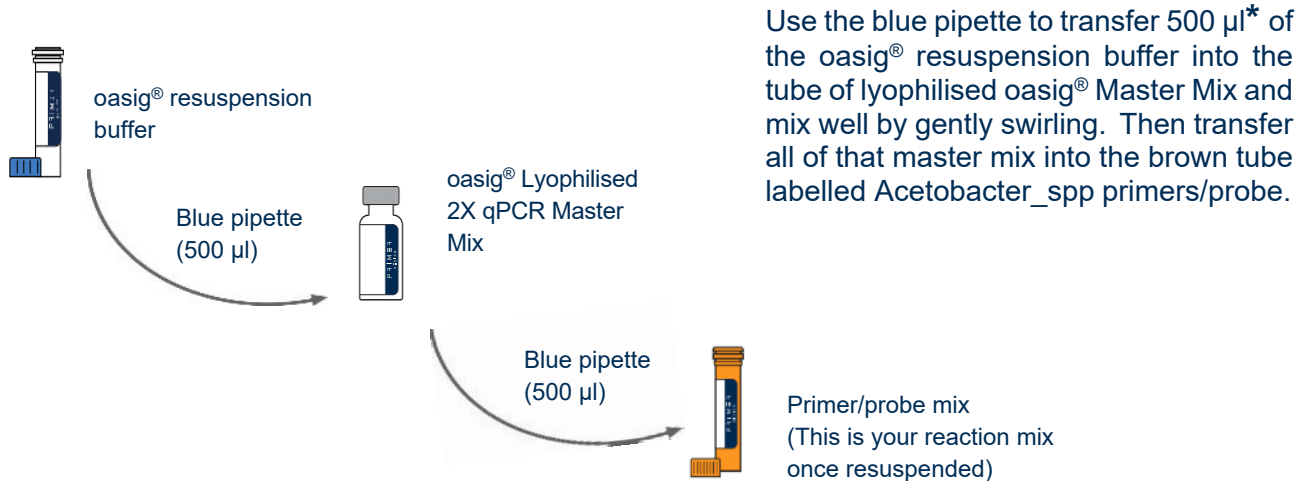 Use the blue pipette to transfer 500 µl* of
the oasig® resuspension buffer into the
tube of lyophilised oasig® Master Mix and
mix well by gently swirling. Then transfer
all of that master mix into the brown tube
labelled Acetobacter_spp primers/probe.
oasig® resuspension
buffer
Blue pipette
(500 µl)
oasig® Lyophilised
2X qPCR Master
Mix
Blue pipette
(500 µl)
Primer/probe mix
(This is your reaction mix
once resuspended)
PRIMER
PRIMER
PRIMER